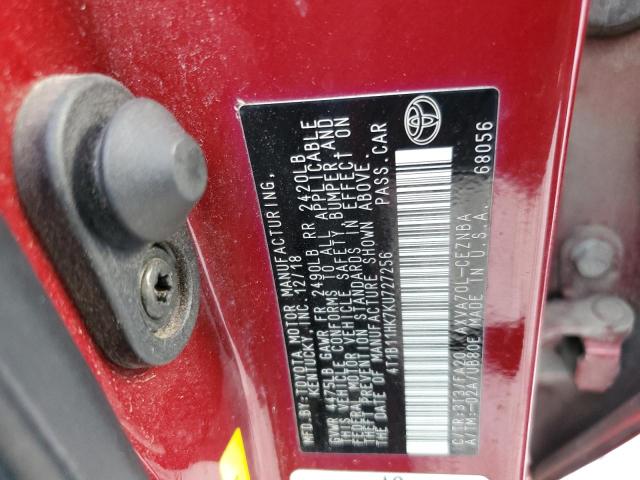 MFD.BY:TOYOTA MOTOR MANUFACTURING,
KENTUCKY, INC. 12/18
GVWR 4475LB GAWR FR 2490LB RR 2420LB
THIS VEHICLE CONFORMS TO ALL APPLICABLE
FEDERAL MOTOR VEHICLE SAFETY, BUMPER, AND
THEFT PREVENTION STANDARDS IN EFFECT ON
THE DATE OF MANUFACTURE SHOWN ABOVE.
4T1B11HK7KU727256 PASS.CAR
C/TR:3T3/FA20 AXVA70L-CEZNBA
A/TM:-02A/UB80E MADE IN U.S.A. 68056